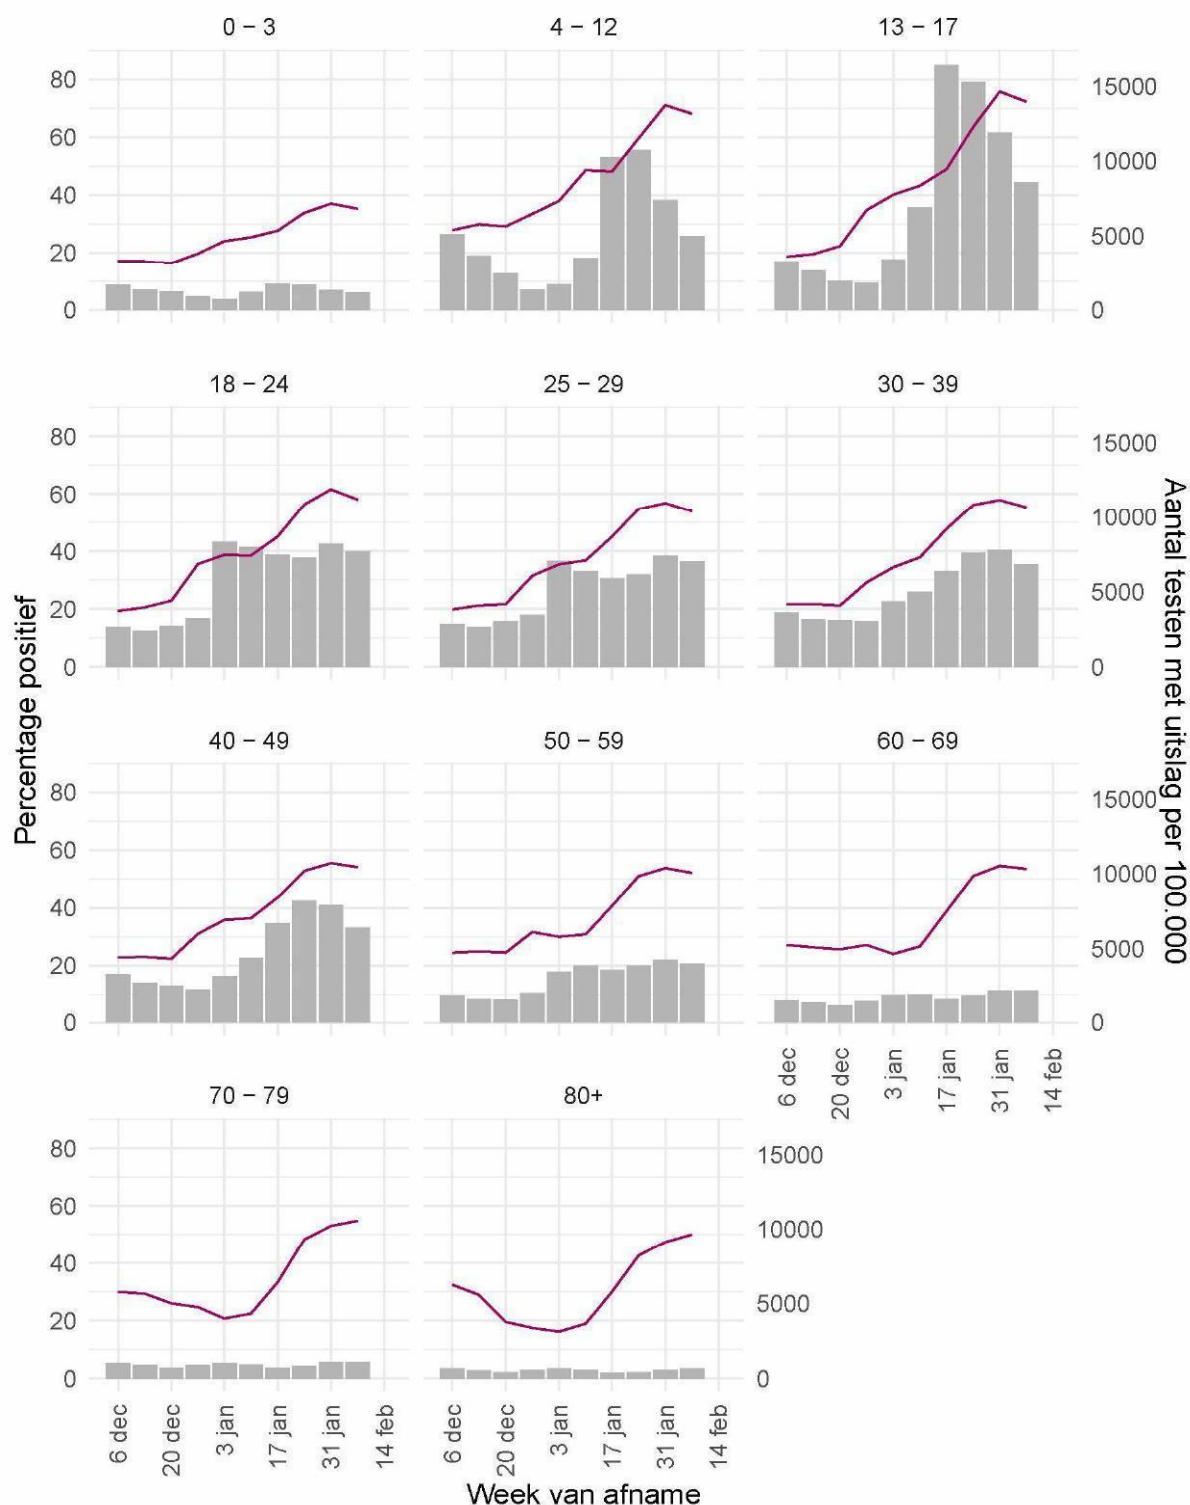 0 − 3
4 − 12
13 − 17
80
60
40
20
0
15000
10000
5000
0
18 − 24
25 − 29
30 − 39
80
60
40
20
0
15000
10000
5000
0
40 − 49
50 − 59
60 − 69
80
60
40
20
0
15000
10000
5000
0
6 dec
20 dec
3 jan
17 jan
31 jan
14 feb
70 − 79
80+
80
60
40
20
0
15000
10000
5000
0
6 dec
20 dec
3 jan
17 jan
31 jan
14 feb
6 dec
20 dec
3 jan
17 jan
31 jan
14 feb
Percentage positief
Aantal testen met uitslag per 100.000
Week van afname